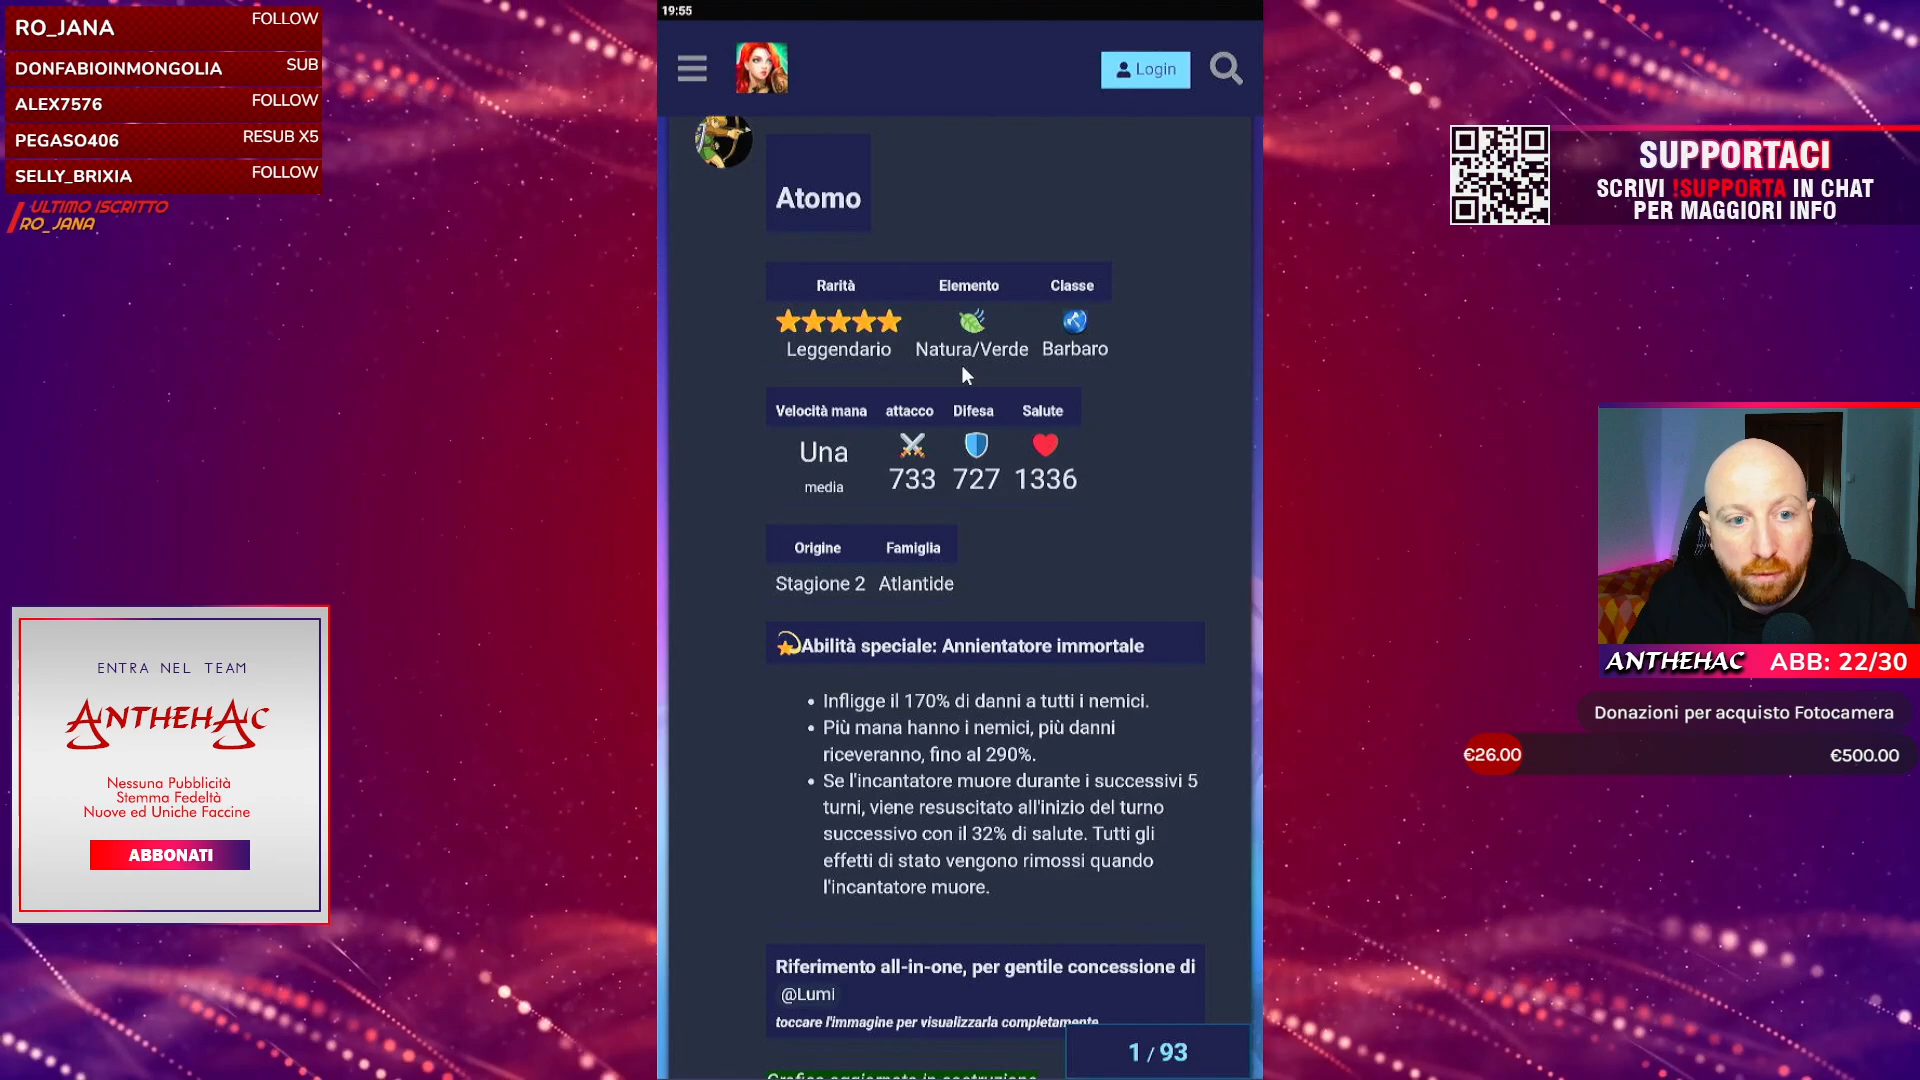 RO_JANA FOLLOW
DONFABIOINMONGOLIA SUB
ALEX7576 FOLLOW
PEGASO406 RESUB X5
SELLY_BRIXIA FOLLOW
ULTIMO ISCRITTO
RO_JANA
ENTRA NEL TEAM
ANTHEHAC
Nessuna Pubblicità
Stemma Fedeltà
Nuove ed Uniche Faccine
ABBONATI
19:55
Login
Atomo
Rarità Elemento Classe
Leggendario Natura/Verde Barbaro
Velocità mana attacco Difesa Salute
Una
media
733 727 1336
Origine Famiglia
Stagione 2 Atlantide
Abilità speciale: Annientatore immortale
• Infligge il 170% di danni a tutti i nemici.
• Più mana hanno i nemici, più danni
riceveranno, fino al 290%.
• Se l'incantatore muore durante i successivi 5
turni, viene resuscitato all'inizio del turno
successivo con il 32% di salute. Tutti gli
effetti di stato vengono rimossi quando
l'incantatore muore.
Riferimento all-in-one, per gentile concessione di
@Lumi
toccare l'immagine per visualizzarla completamente
1 / 93
Grafico aggiornato in costruzione
SUPPORTACI
SCRIVI !SUPPORTA IN CHAT
PER MAGGIORI INFO
ANTHEHAC ABB: 22/30
Donazioni per acquisto Fotocamera
€26.00 €500.00